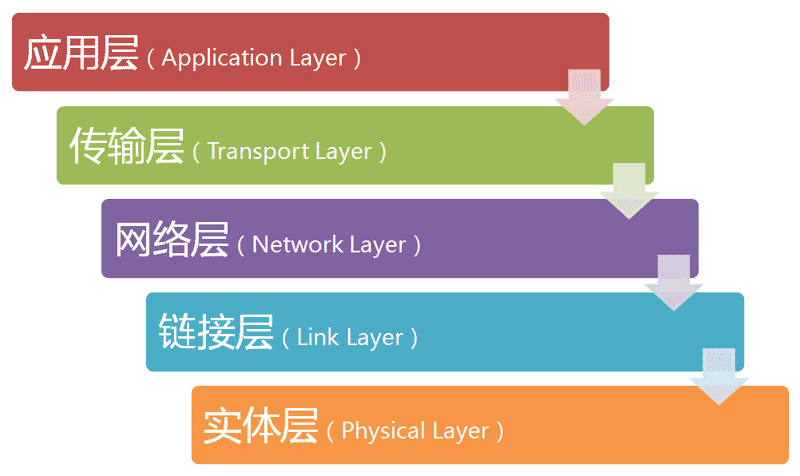 应用层（Application Layer）
传输层（Transport Layer）
网络层（Network Layer）
链接层（Link Layer）
实体层（Physical Layer）